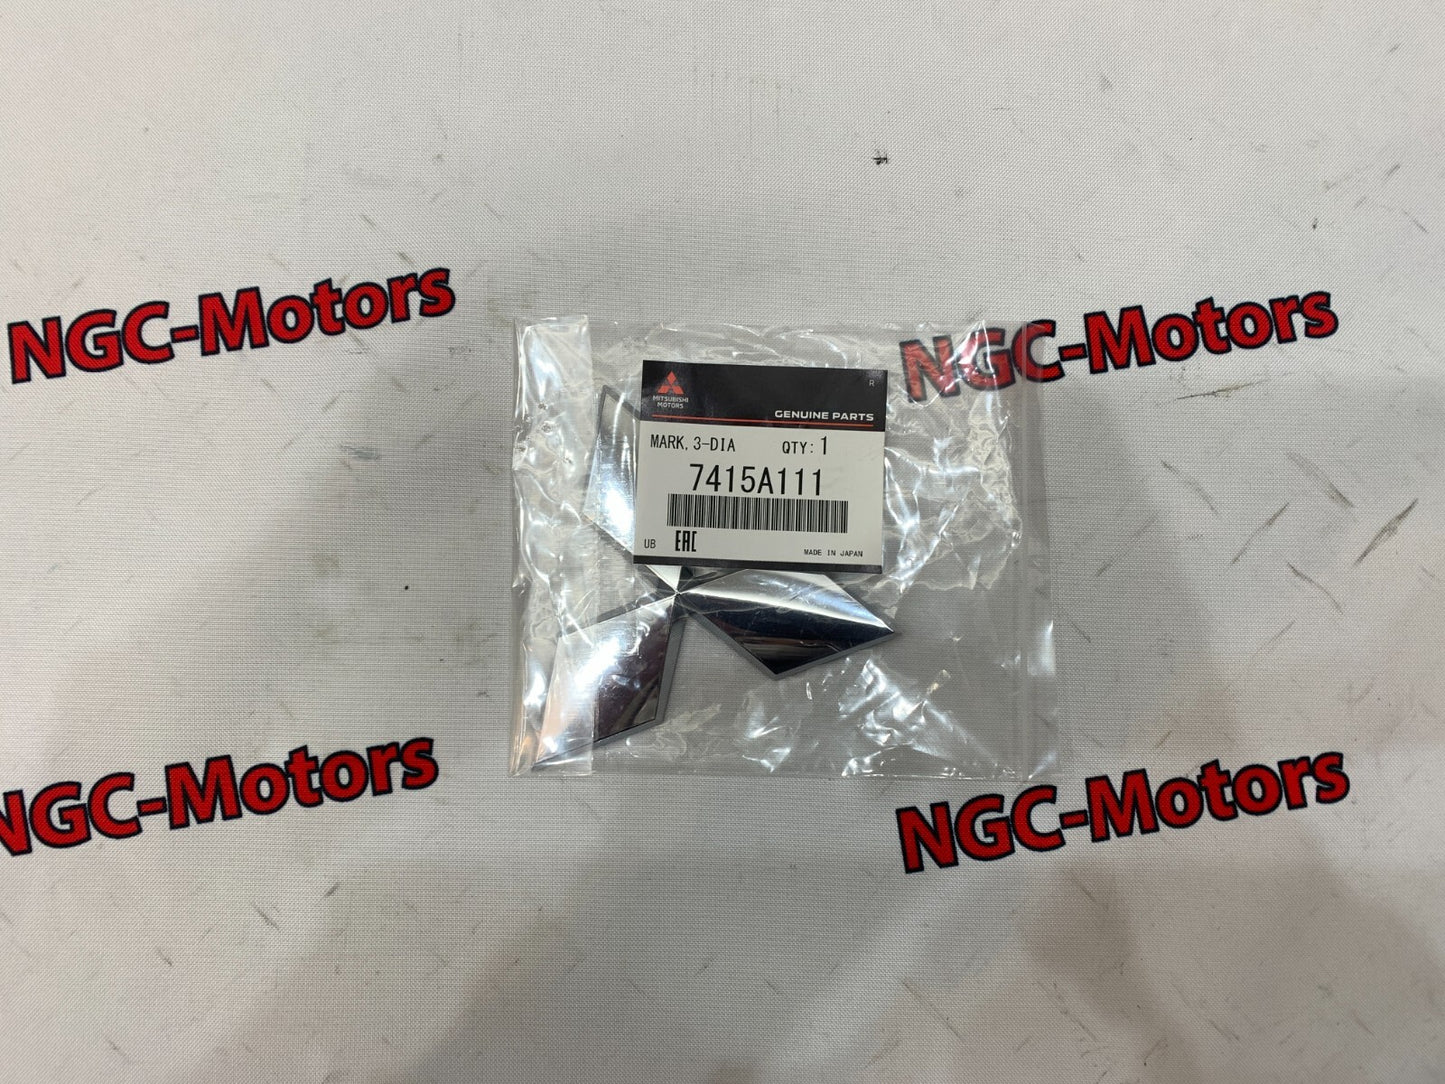 NGC-Motors
NGC-Motors
MITSUBISHI
MOTORS
R
GENUINE PARTS
MARK, 3-DIA QTY: 1
7415A111
UB EAC MADE IN JAPAN
NGC-Motors
NGC-Motors